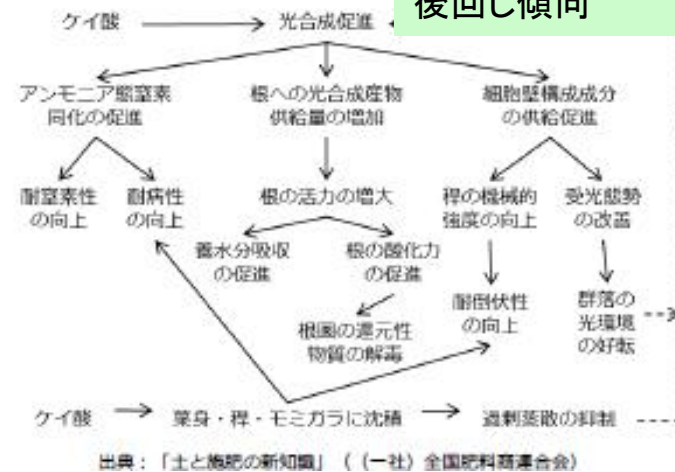 後回し傾向
ケイ酸 → 光合成促進
アンモニア態窒素
同化の促進
根への光合成産物
供給量の増加
細胞壁構成成分
の供給促進
耐窒素性
の向上
耐病性
の向上
根の活力の増大
稈の機械的
強度の向上
受光態勢
の改善
養水分吸収
の促進
根の酸化力
の促進
耐倒伏性
の向上
群落の
光環境
の好転
根圏の還元性
物質の解毒
ケイ酸 → 葉身・稈・モミガラに沈積 → 過剰蒸散の抑制
出典：「土と施肥の新知識」（（一社）全国肥料商連合会）